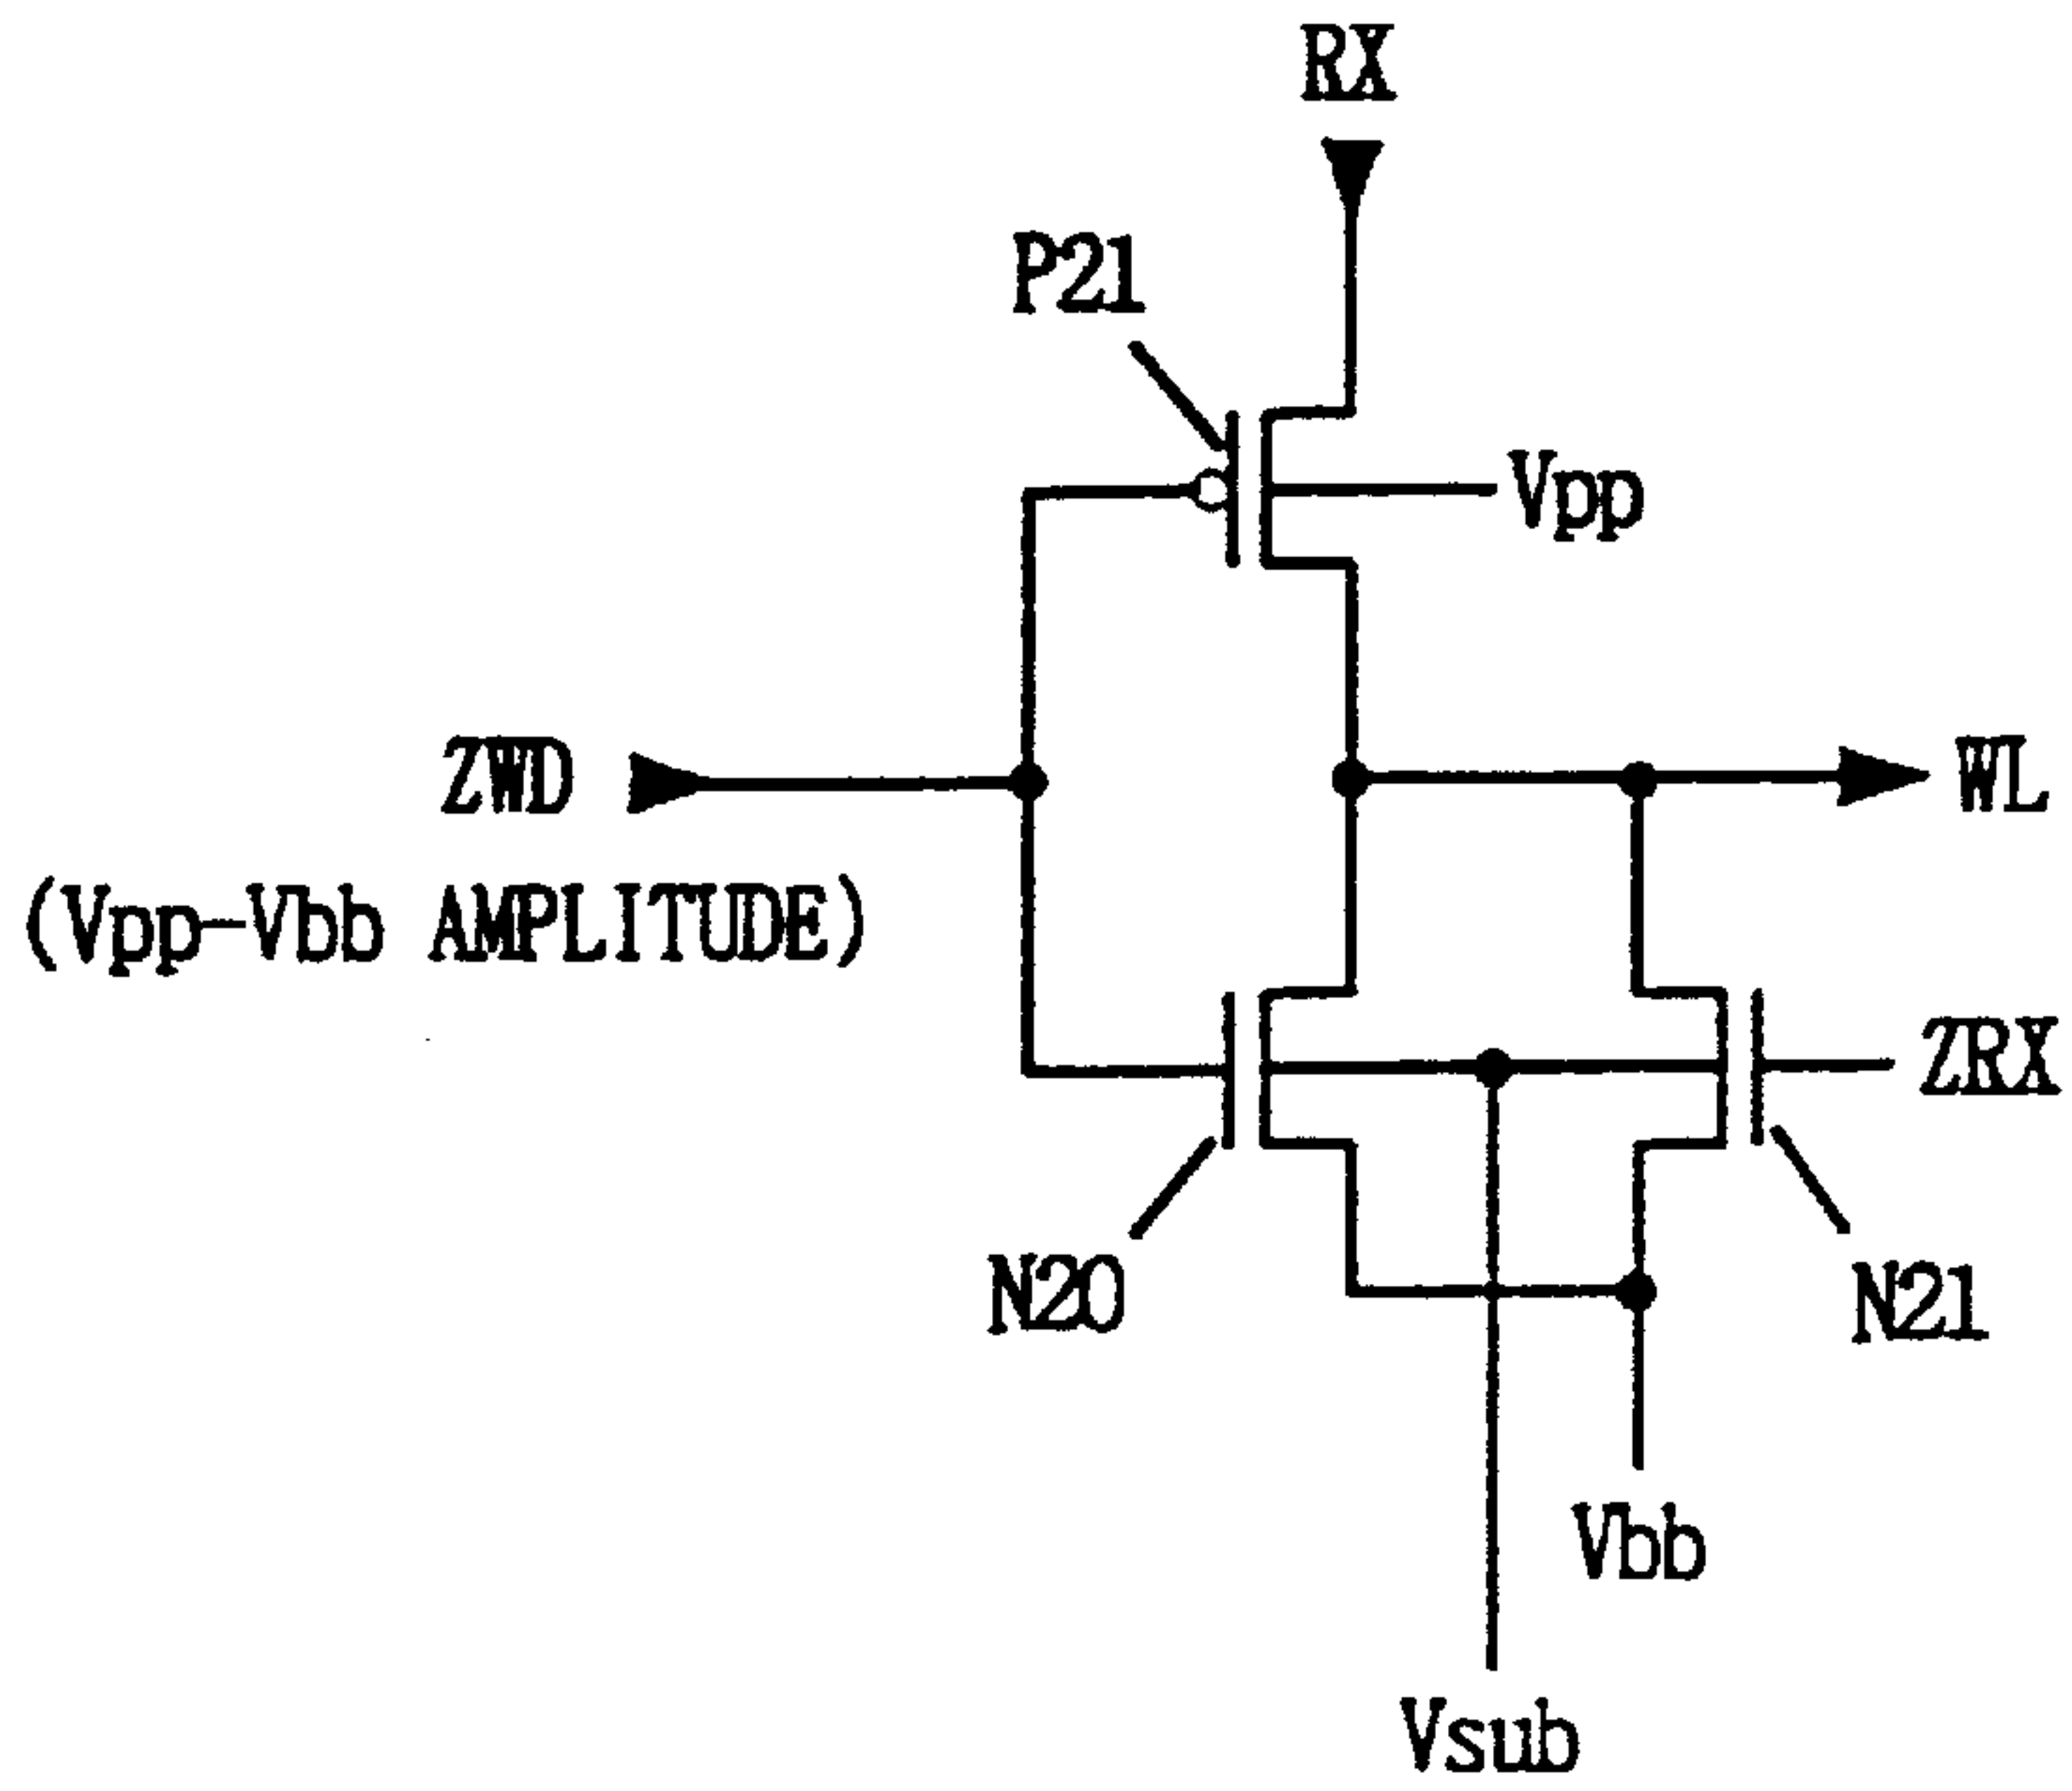 RX
P21
Vpp
ZWD
WL
(Vpp-Vbb AMPLITUDE)
ZRX
N20
N21
Vbb
Vsub